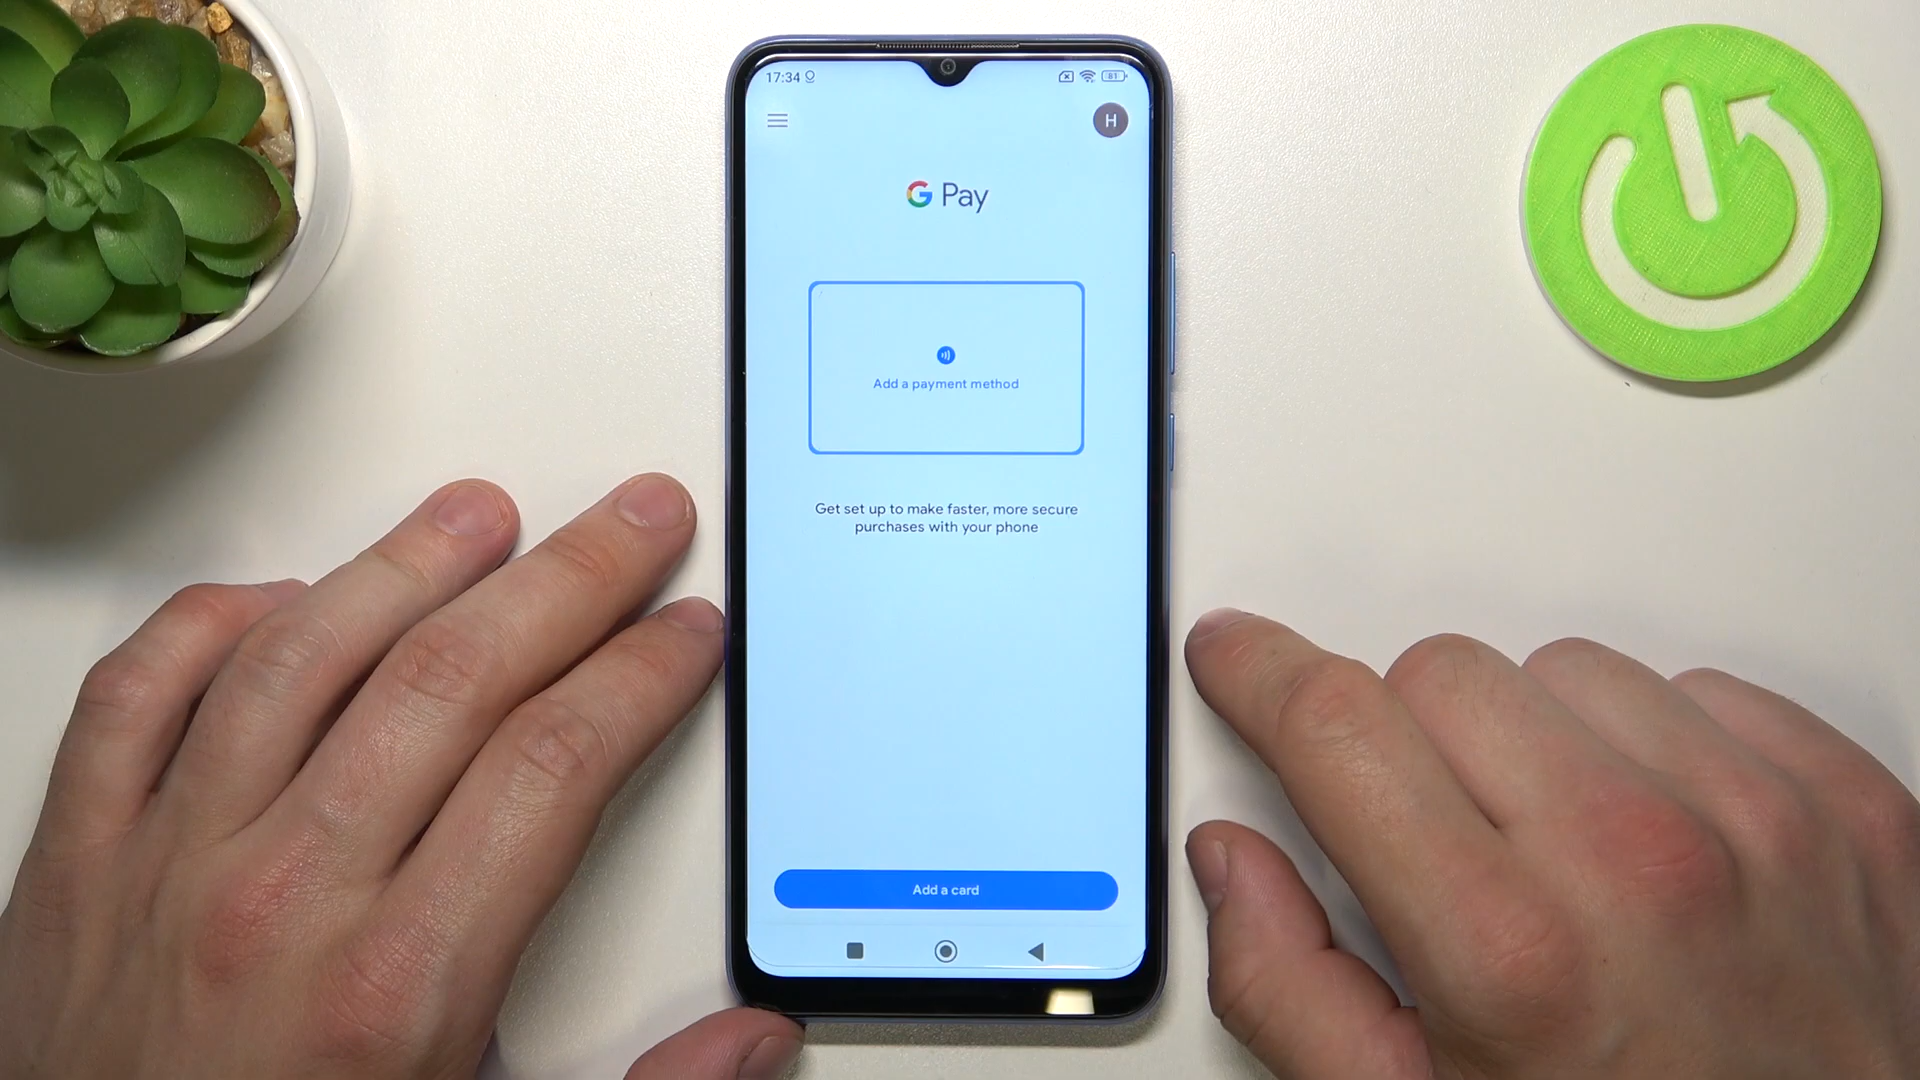 17:34
81
H
G Pay
Add a payment method
Get set up to make faster, more secure
purchases with your phone
Add a card